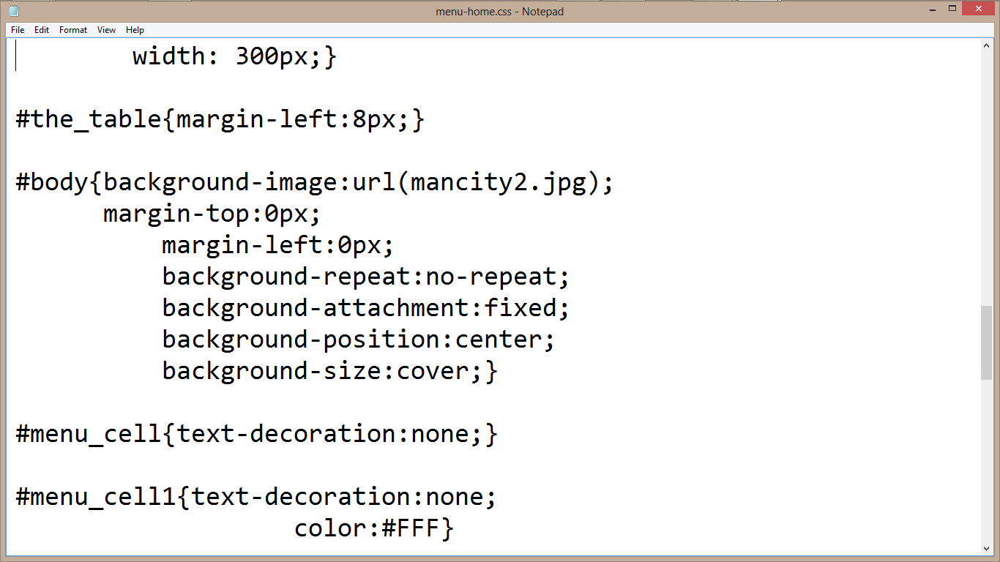 menu-home.css - Notepad
File Edit Format View Help
width: 300px;}
#the_table{margin-left:8px;}
#body{background-image:url(mancity2.jpg);
margin-top:0px;
margin-left:0px;
background-repeat:no-repeat;
background-attachment:fixed;
background-position:center;
background-size:cover;}
#menu_cell{text-decoration:none;}
#menu_cell1{text-decoration:none;
color:#FFF}